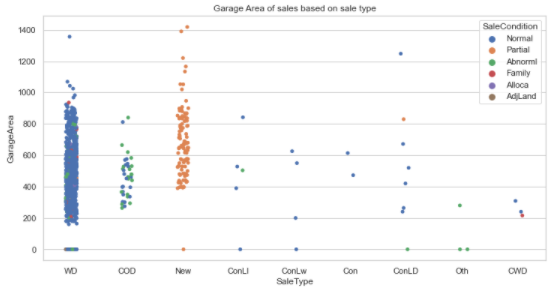 Garage Area of sales based on sale type
SaleCondition
Normal
Partial
Abnorml
Family
Alloca
AdjLand
GarageArea
1400
1200
1000
800
600
400
200
0
WD COD New ConLI ConLw Con ConLD Oth CWD
SaleType